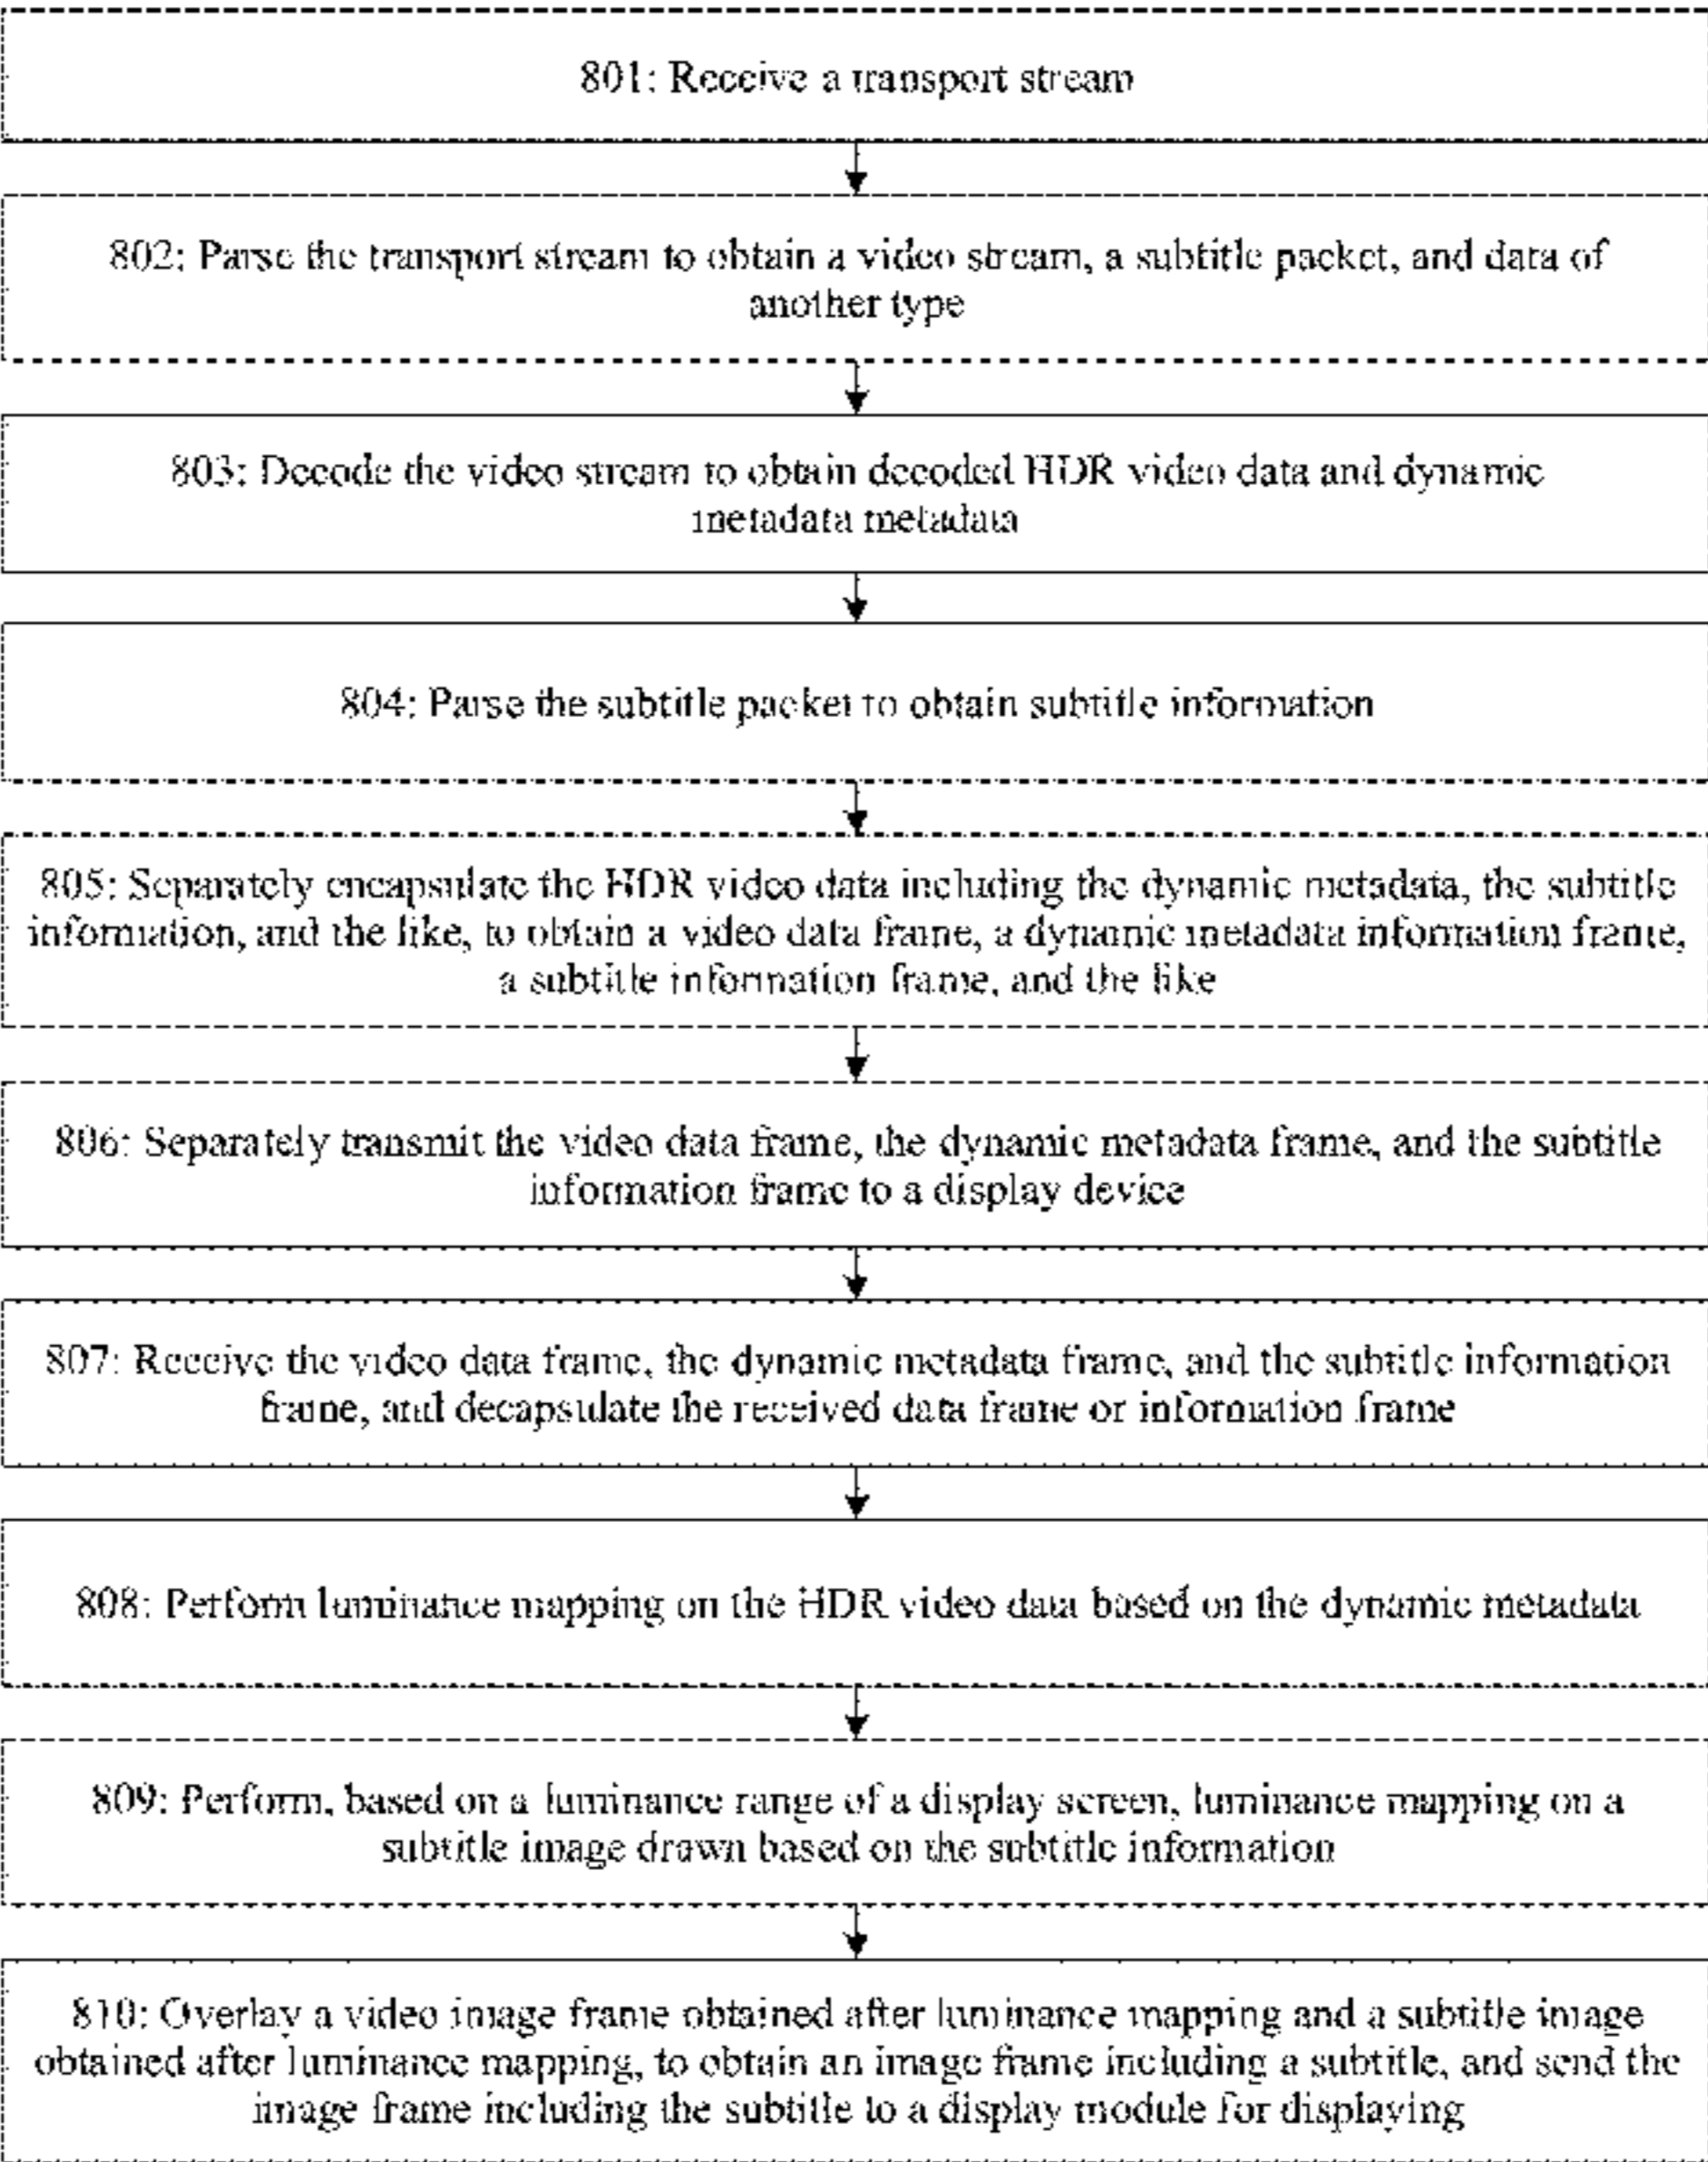 801: Receive a transport stream
802: Parse the transport stream to obtain a video stream, a subtitle packet, and data of
another type
803: Decode the video stream to obtain decoded HDR video data and dynamic
metadata metadata
804: Parse the subtitle packet to obtain subtitle information
805: Separately encapsulate the HDR video data including the dynamic metadata, the subtitle
information, and the like, to obtain a video data frame, a dynamic metadata information frame,
a subtitle information frame, and the like
806: Separately transmit the video data frame, the dynamic metadata frame, and the subtitle
information frame to a display device
807: Receive the video data frame, the dynamic metadata frame, and the subtitle information
frame, and decapsulate the received data frame or information frame
808: Perform luminance mapping on the HDR video data based on the dynamic metadata
809: Perform, based on a luminance range of a display screen, luminance mapping on a
subtitle image drawn based on the subtitle information
810: Overlay a video image frame obtained after luminance mapping and a subtitle image
obtained after luminance mapping, to obtain an image frame including a subtitle, and send the
image frame including the subtitle to a display module for displaying